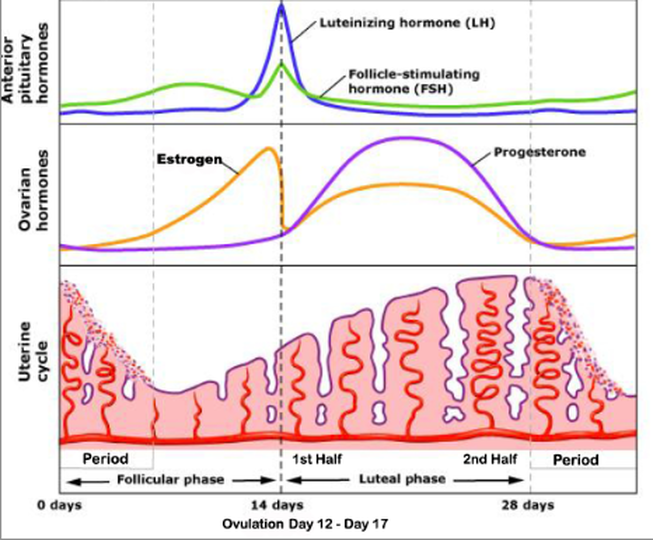 Anterior
pituitary
hormones
Luteinizing hormone (LH)
Follicle-stimulating
hormone (FSH)
Ovarian
hormones
Estrogen
Progesterone
Uterine
cycle
Period
1st Half
2nd Half
Period
Follicular phase
Luteal phase
0 days
14 days
28 days
Ovulation Day 12 - Day 17